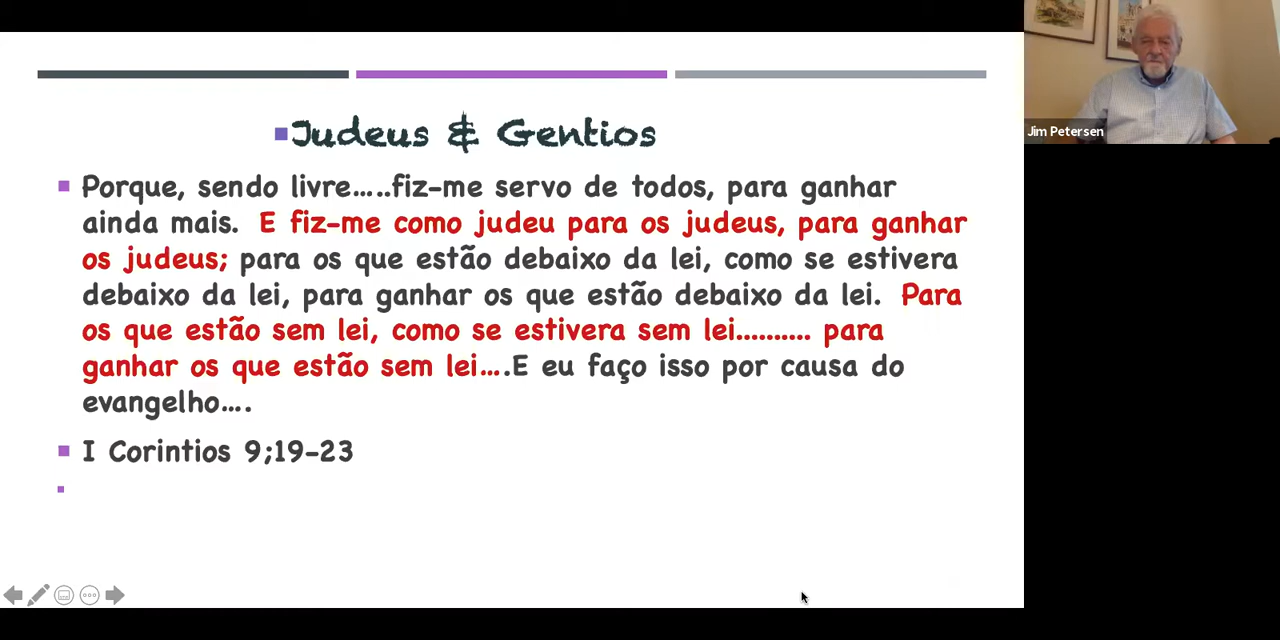 Judeus & Gentios
Porque, sendo livre.....fiz-me servo de todos, para ganhar
ainda mais. E fiz-me como judeu para os judeus, para ganhar
os judeus; para os que estão debaixo da lei, como se estivera
debaixo da lei, para ganhar os que estão debaixo da lei. Para
os que estão sem lei, como se estivera sem lei.......... para
ganhar os que estão sem lei....E eu faço isso por causa do
evangelho....
I Corintios 9;19-23
Jim Petersen